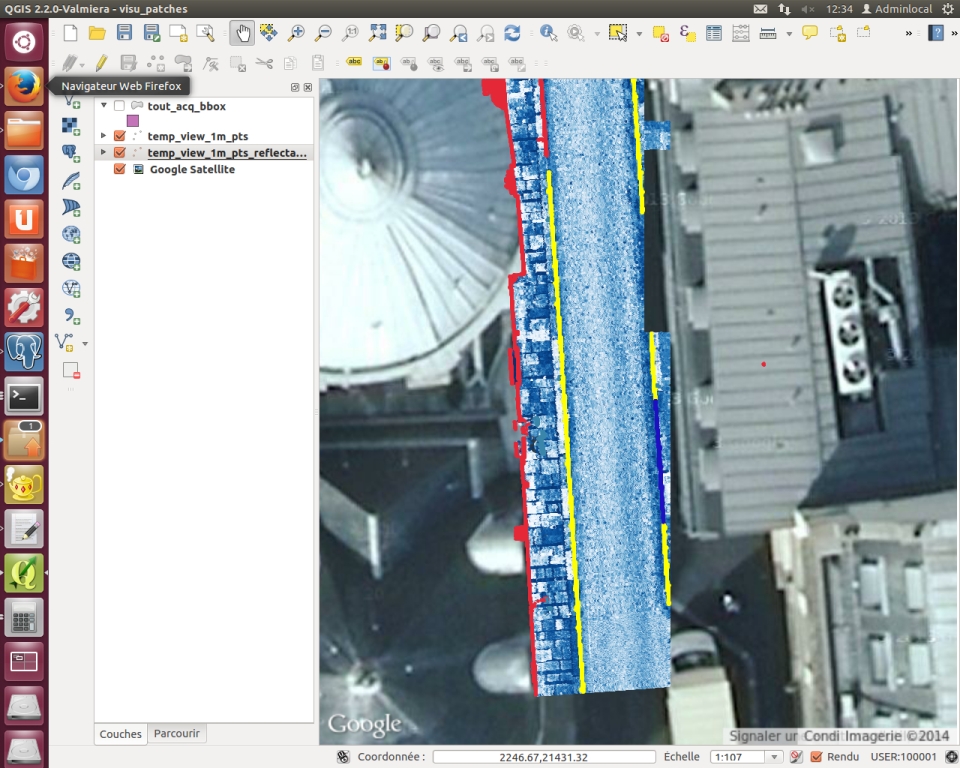 QGIS 2.2.0-Valmiera - visu_patches
12:34
Adminlocal
Navigateur Web Firefox
tout_acq_bbox
temp_view_1m_pts
temp_view_1m_pts_reflecta...
Google Satellite
Couches
Parcourir
Google
Signaler ur Condi Imagerie ©2014
Coordonnée :
2246.67,21431.32
Échelle
1:107
Rendu
USER:100001